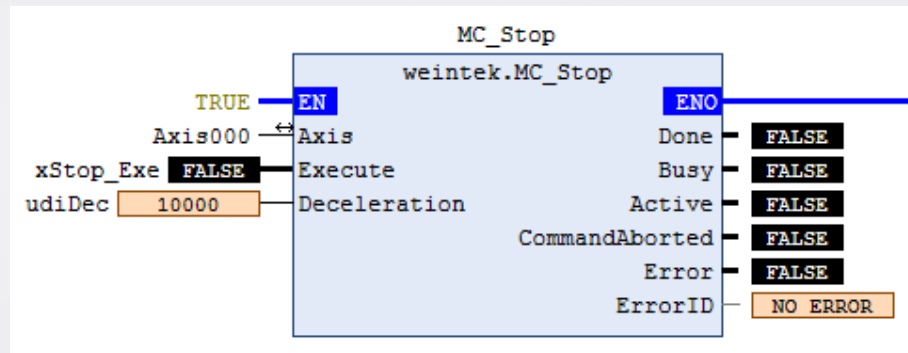 MC_Stop
weintek.MC_Stop
TRUE EN ENO
Axis000 Axis Done FALSE
xStop_Exe FALSE Execute Busy FALSE
udiDec 10000 Deceleration Active FALSE
CommandAborted FALSE
Error FALSE
ErrorID NO ERROR